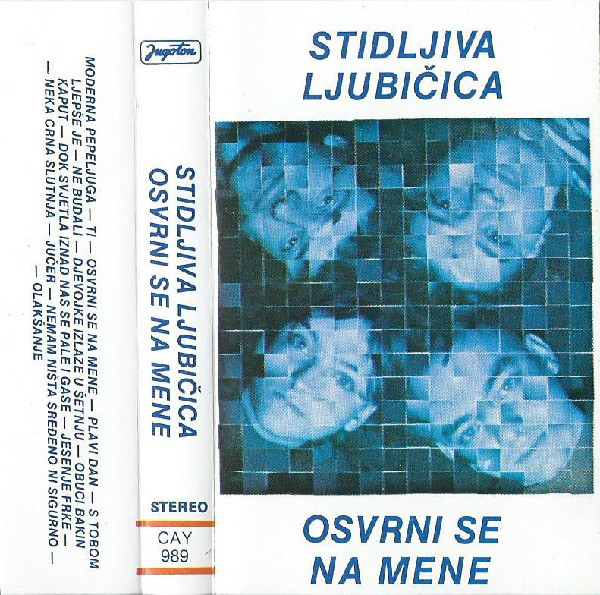 MODERNA PEPELJUGA — TI — OSVRNI SE NA MENE — PLAVI DAN — S TOBOM
LJEPŠE JE — NE BUDALI — DJEVOJKE IZLAZE U ŠETNJU — OBUCI BAKIN
KAPUT — DOK SVJETLA IZNAD NAS SE PALE I GASE — JESENJE FRKE —
— NEKA CRNA SLUTNJA — JUČER — NEMAM NIŠTA SREĐENO NI SIGURNO —
— OLAKŠANJE
Jugoton
STIDLJIVA LJUBIČICA
OSVRNI SE NA MENE
STEREO
CAY
989
STIDLJIVA
LJUBIČICA
OSVRNI SE
NA MENE